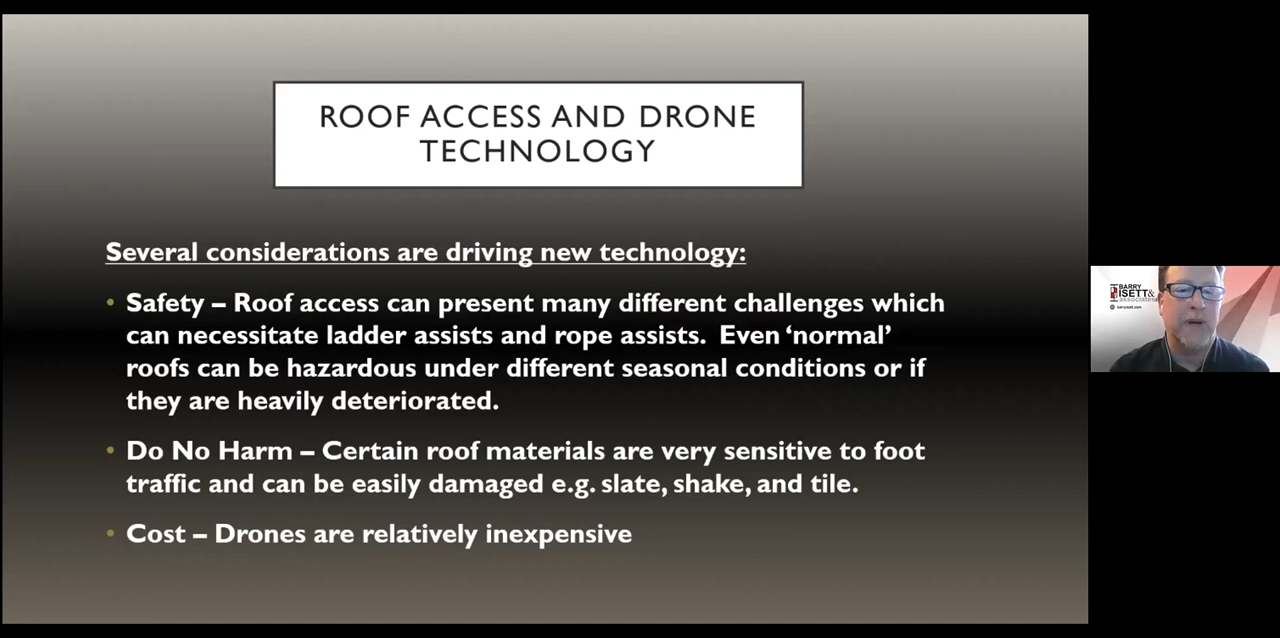 ROOF ACCESS AND DRONE
TECHNOLOGY
Several considerations are driving new technology:
• Safety – Roof access can present many different challenges which
can necessitate ladder assists and rope assists.  Even ‘normal’
roofs can be hazardous under different seasonal conditions or if
they are heavily deteriorated.
• Do No Harm – Certain roof materials are very sensitive to foot
traffic and can be easily damaged e.g. slate, shake, and tile.
• Cost – Drones are relatively inexpensive
BARRY
ISETT&
associates
barryisett.com